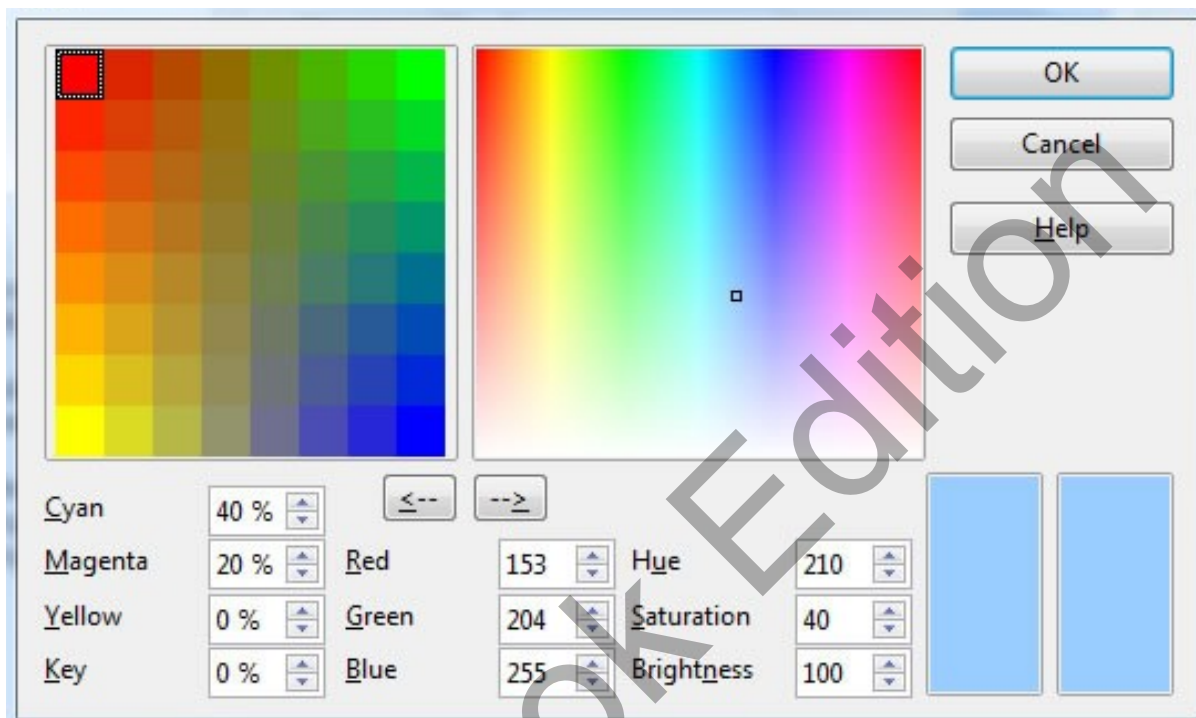 OK
Cancel
Help
Cyan 40 % <-- -->
Magenta 20 % Red 153 Hue 210
Yellow 0 % Green 204 Saturation 40
Key 0 % Blue 255 Brightness 100
ok Edition